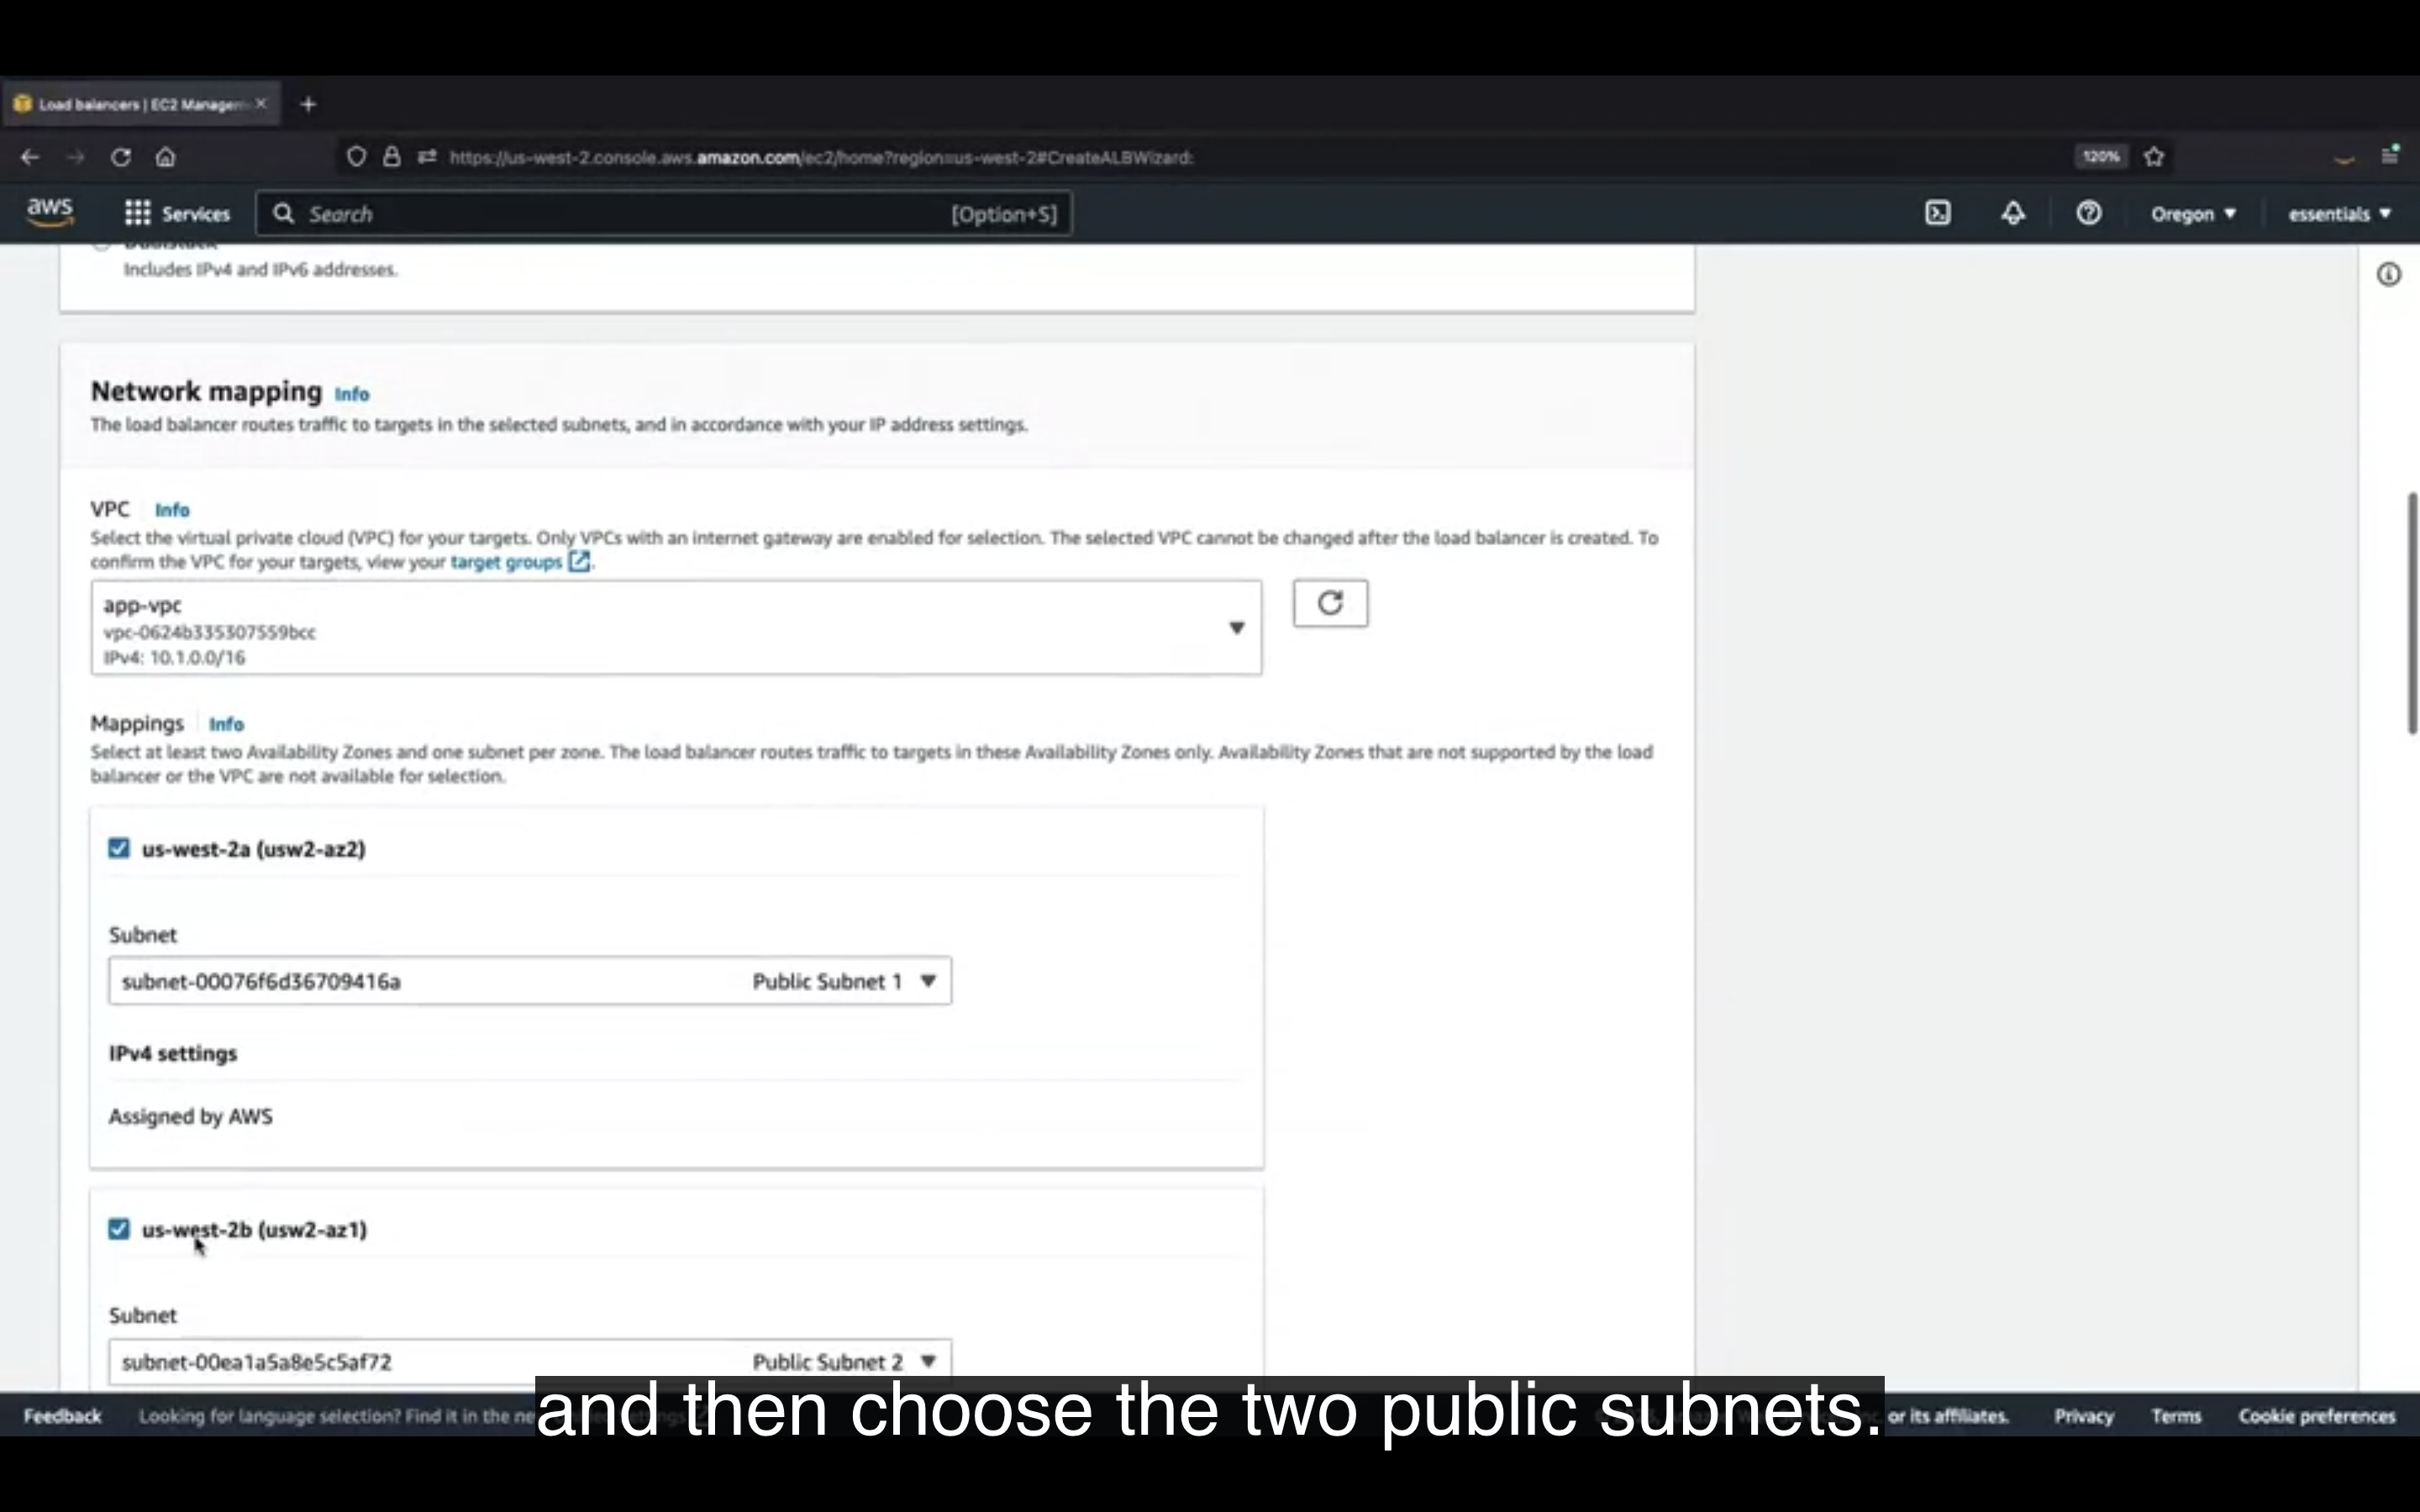 Load balancers | EC2 Managem
https://us-west-2.console.aws.amazon.com/ec2/home?region=us-west-2#CreateALBWizard:
120%
aws
Services
Search
[Option+S]
Oregon
essentials
Dualstack
Includes IPv4 and IPv6 addresses.
Network mapping Info
The load balancer routes traffic to targets in the selected subnets, and in accordance with your IP address settings.
VPC Info
Select the virtual private cloud (VPC) for your targets. Only VPCs with an internet gateway are enabled for selection. The selected VPC cannot be changed after the load balancer is created. To
confirm the VPC for your targets, view your target groups.
app-vpc
vpc-0624b335307559bcc
IPv4: 10.1.0.0/16
Mappings Info
Select at least two Availability Zones and one subnet per zone. The load balancer routes traffic to targets in these Availability Zones only. Availability Zones that are not supported by the load
balancer or the VPC are not available for selection.
us-west-2a (usw2-az2)
Subnet
subnet-00076f6d36709416a Public Subnet 1
IPv4 settings
Assigned by AWS
us-west-2b (usw2-az1)
Subnet
subnet-00ea1a5a8e5c5af72 Public Subnet 2
and then choose the two public subnets.
Feedback Looking for language selection? Find it in the ne or its affiliates. Privacy Terms Cookie preferences